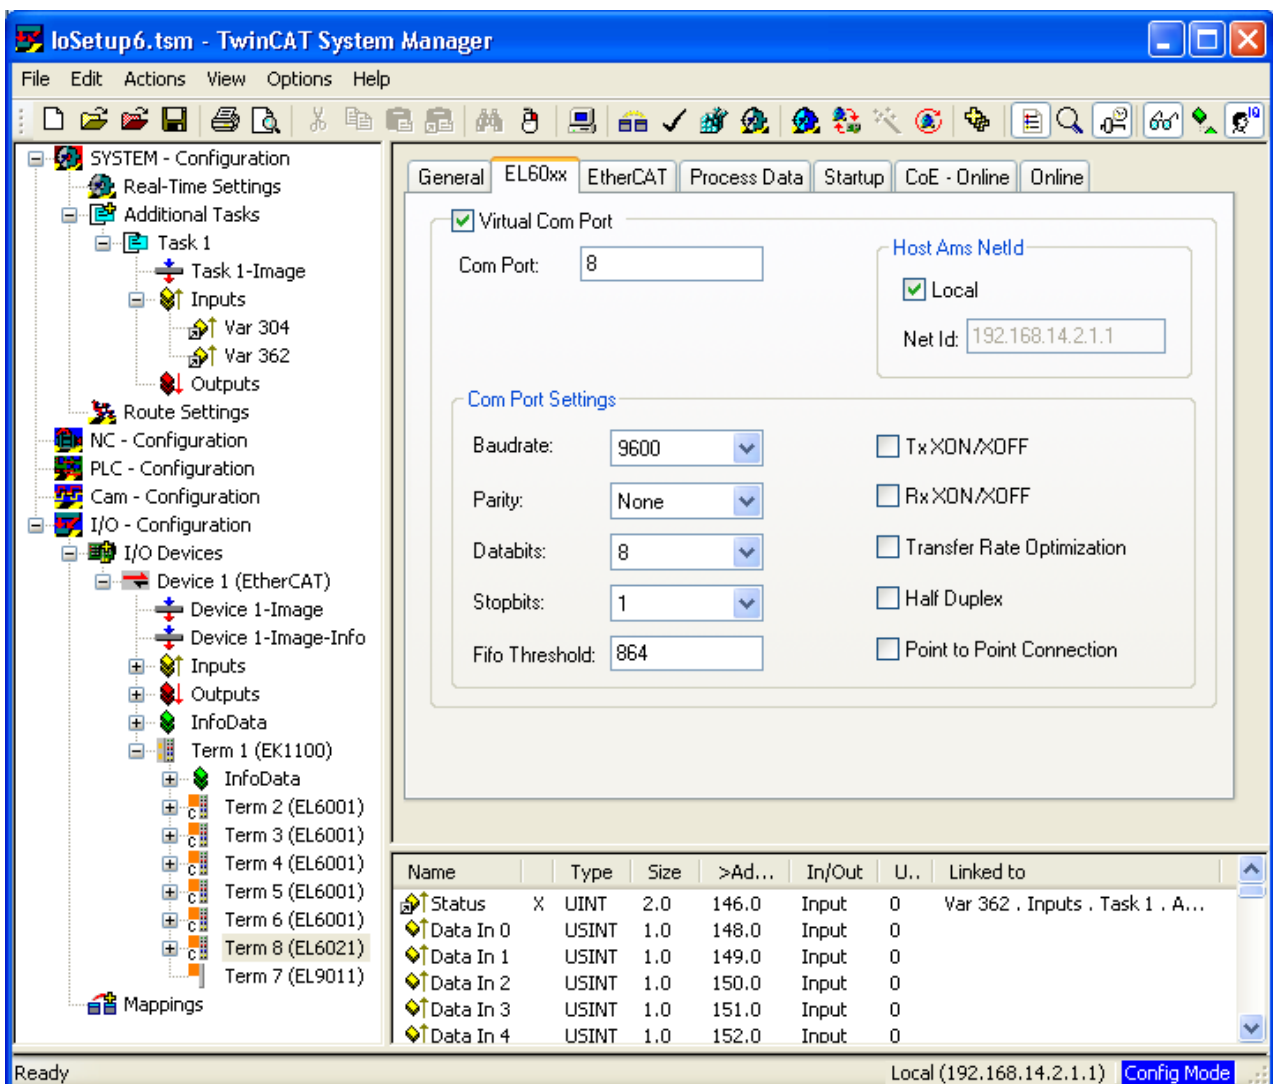 IoSetup6.tsm - TwinCAT System Manager
File Edit Actions View Options Help
SYSTEM - Configuration
Real-Time Settings
Additional Tasks
Task 1
Task 1-Image
Inputs
Var 304
Var 362
Outputs
Route Settings
NC - Configuration
PLC - Configuration
Cam - Configuration
I/O - Configuration
I/O Devices
Device 1 (EtherCAT)
Device 1-Image
Device 1-Image-Info
Inputs
Outputs
InfoData
Term 1 (EK1100)
InfoData
Term 2 (EL6001)
Term 3 (EL6001)
Term 4 (EL6001)
Term 5 (EL6001)
Term 6 (EL6001)
Term 8 (EL6021)
Term 7 (EL9011)
Mappings
General EL60xx EtherCAT Process Data Startup CoE - Online Online
Virtual Com Port
Com Port: 8
Host Ams NetId
Local
Net Id: 192.168.14.2.1.1
Com Port Settings
Baudrate: 9600 Tx XON/XOFF
Parity: None Rx XON/XOFF
Databits: 8 Transfer Rate Optimization
Stopbits: 1 Half Duplex
Fifo Threshold: 864 Point to Point Connection
Name Type Size >Ad... In/Out U.. Linked to
Status X UINT 2.0 146.0 Input 0 Var 362 . Inputs . Task 1 . A...
Data In 0 USINT 1.0 148.0 Input 0
Data In 1 USINT 1.0 149.0 Input 0
Data In 2 USINT 1.0 150.0 Input 0
Data In 3 USINT 1.0 151.0 Input 0
Data In 4 USINT 1.0 152.0 Input 0
Ready Local (192.168.14.2.1.1) Config Mode